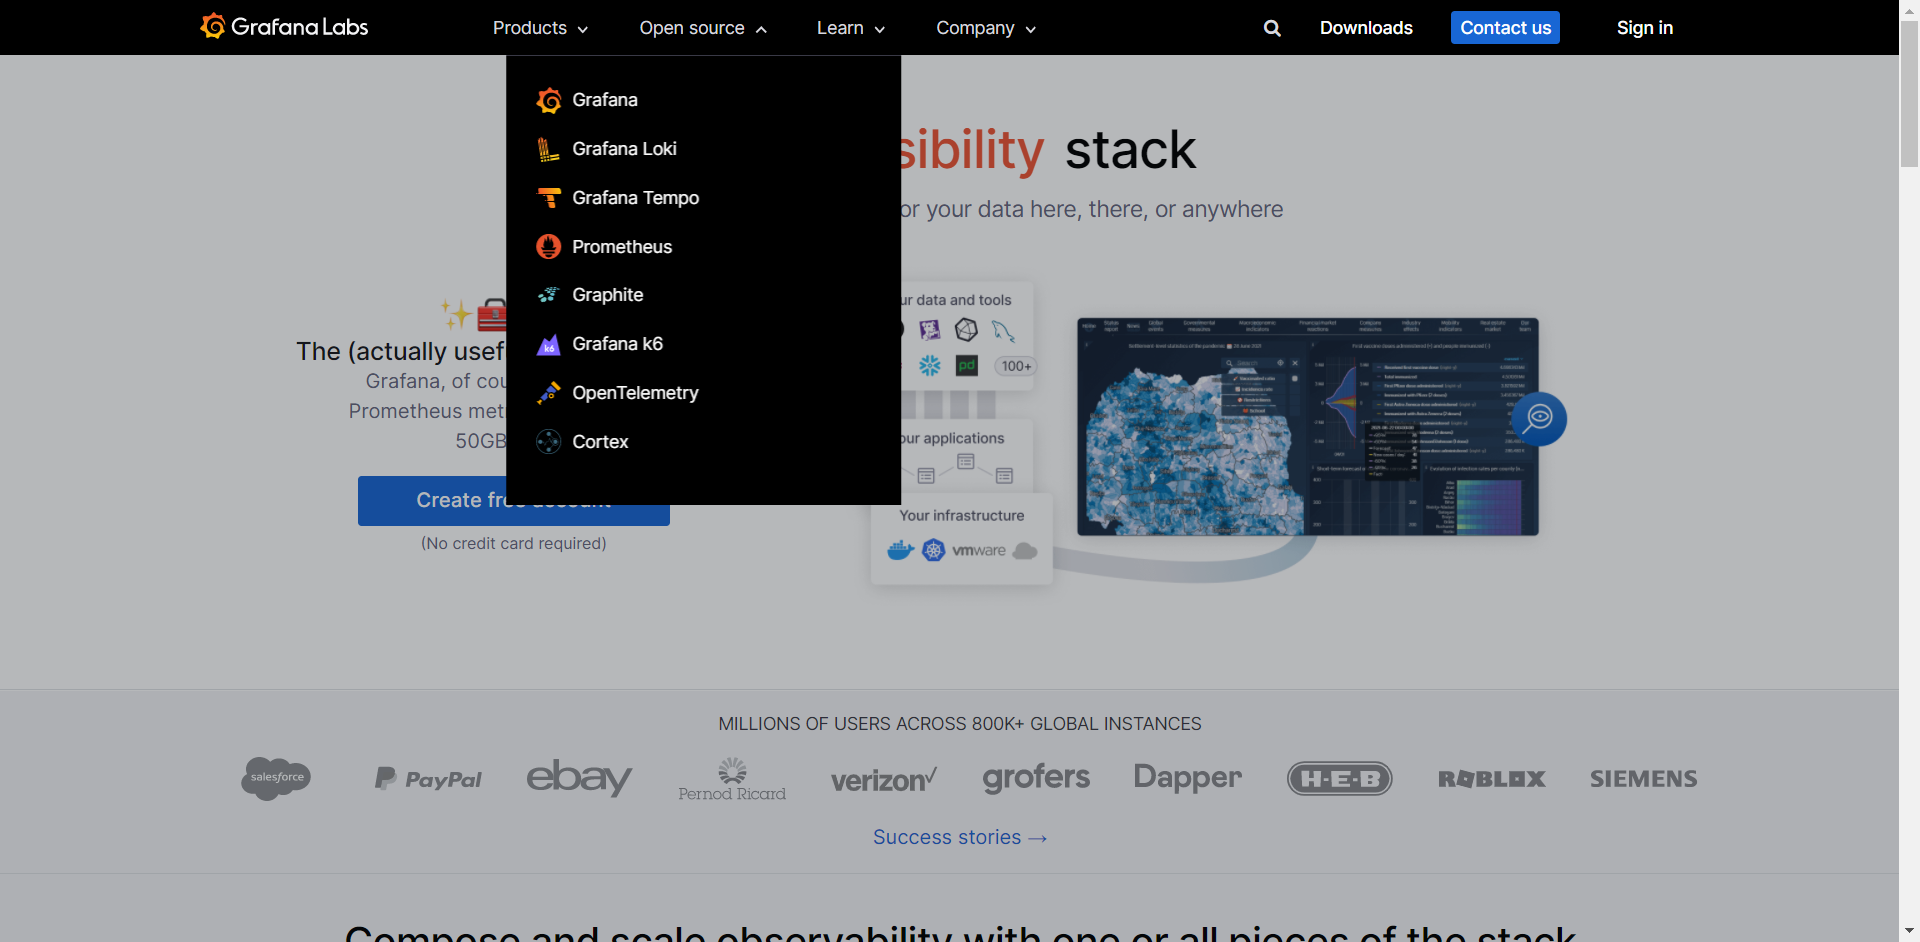 Grafana Labs
Products
Open source
Learn
Company
Downloads
Contact us
Sign in
Grafana
Grafana Loki
Grafana Tempo
Prometheus
Graphite
Grafana k6
OpenTelemetry
Cortex
sibility stack
or your data here, there, or anywhere
The (actually usef
Grafana, of cou
Prometheus met
50GB
Create free account
(No credit card required)
ur data and tools
pd
100+
our applications
Your infrastructure
vmware
MILLIONS OF USERS ACROSS 800K+ GLOBAL INSTANCES
salesforce
PayPal
ebay
Pernod Ricard
verizon✓
grofers
Dapper
H-E-B
ROBLOX
SIEMENS
Success stories →
Compose and scale observability with one or all pieces of the stack